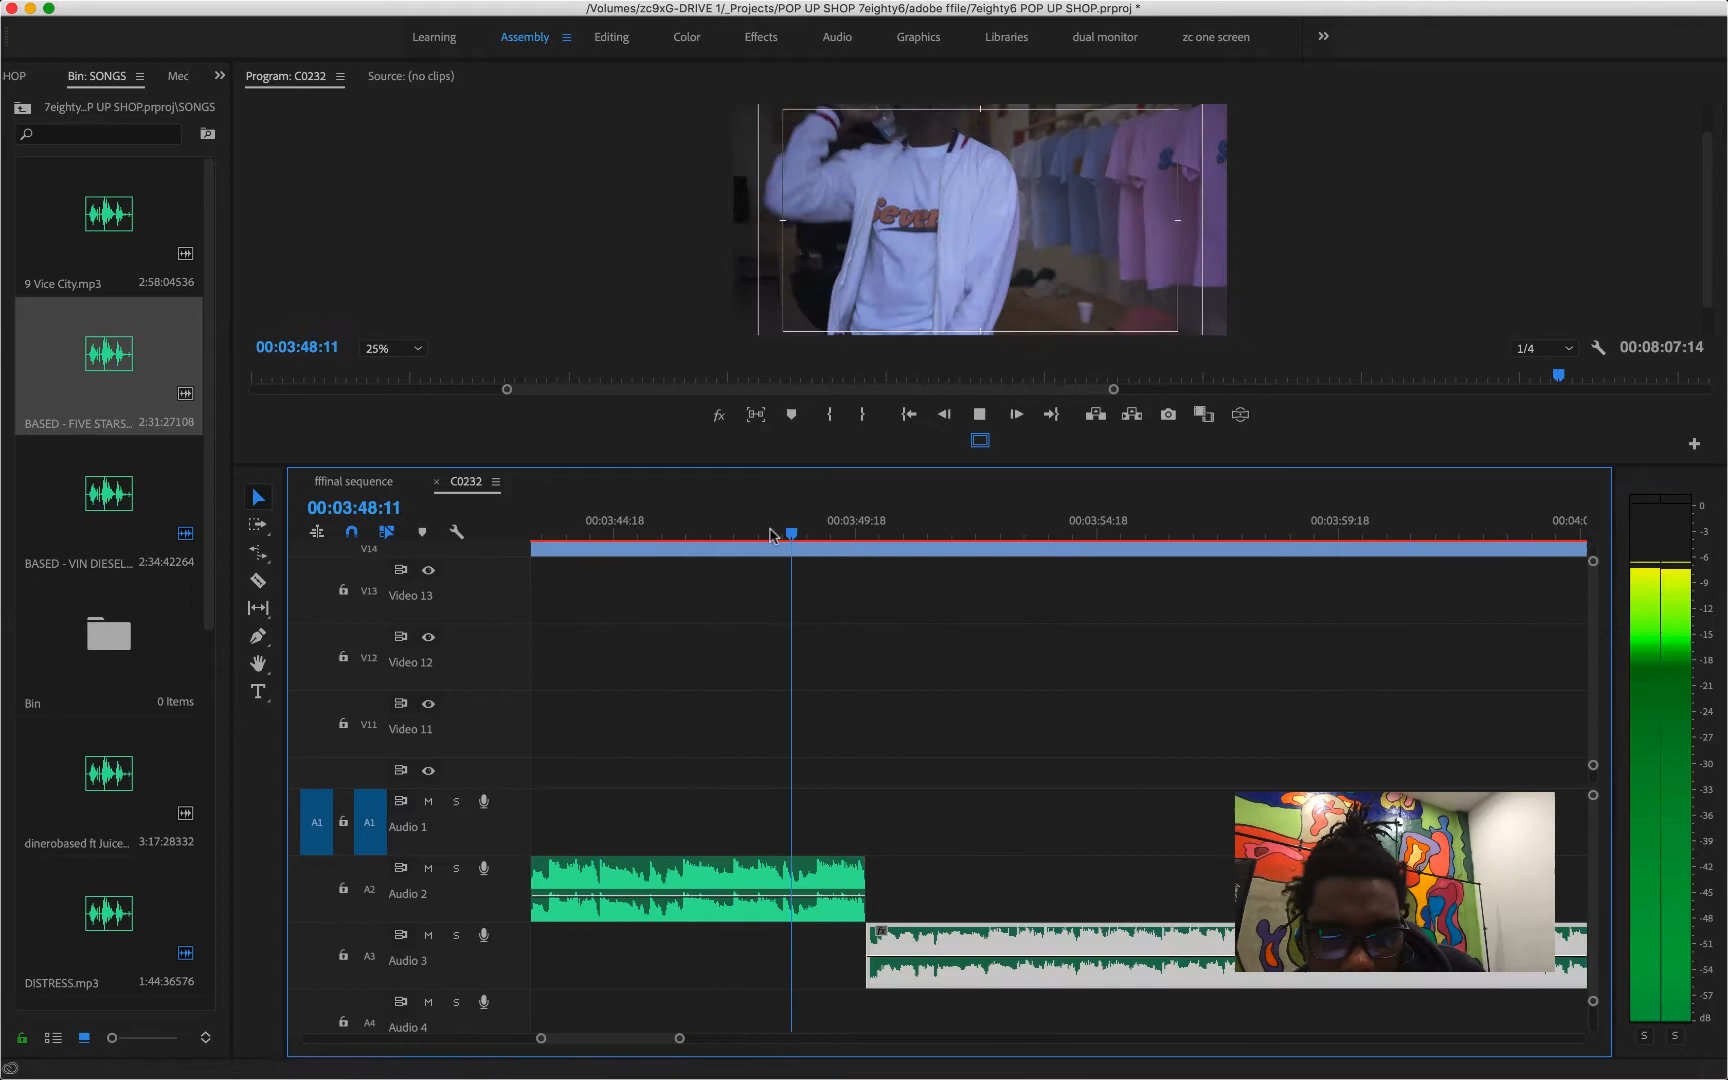 /Volumes/zc9xG-DRIVE 1/_Projects/POP UP SHOP 7eighty6/adobe ffile/7eighty6 POP UP SHOP.prproj *
Learning Assembly Editing Color Effects Audio Graphics Libraries dual monitor zc one screen
HOP Bin: SONGS Mec
Program: C0232 Source: (no clips)
7eighty...P UP SHOP.prproj\SONGS
9 Vice City.mp3 2:58:04536
BASED - FIVE STARS... 2:31:27108
BASED - VIN DIESEL... 2:34:42264
Bin 0 Items
dinerobased ft Juice... 3:17:28332
DISTRESS.mp3 1:44:36576
Seven
00:03:48:11 25% 1/4 00:08:07:14
fx
fffinal sequence C0232
00:03:48:11
00:03:44:18 00:03:49:18 00:03:54:18 00:03:59:18 00:04:0
V14
V13 Video 13
V12 Video 12
V11 Video 11
A1 A1 M S Audio 1
A2 M S Audio 2
A3 M S Audio 3
A4 M S Audio 4
fx
T
0
-3
-6
-9
-12
-15
-18
-21
-24
-27
-30
-33
-36
-39
-42
-45
-48
-51
-54
-57
dB
S S